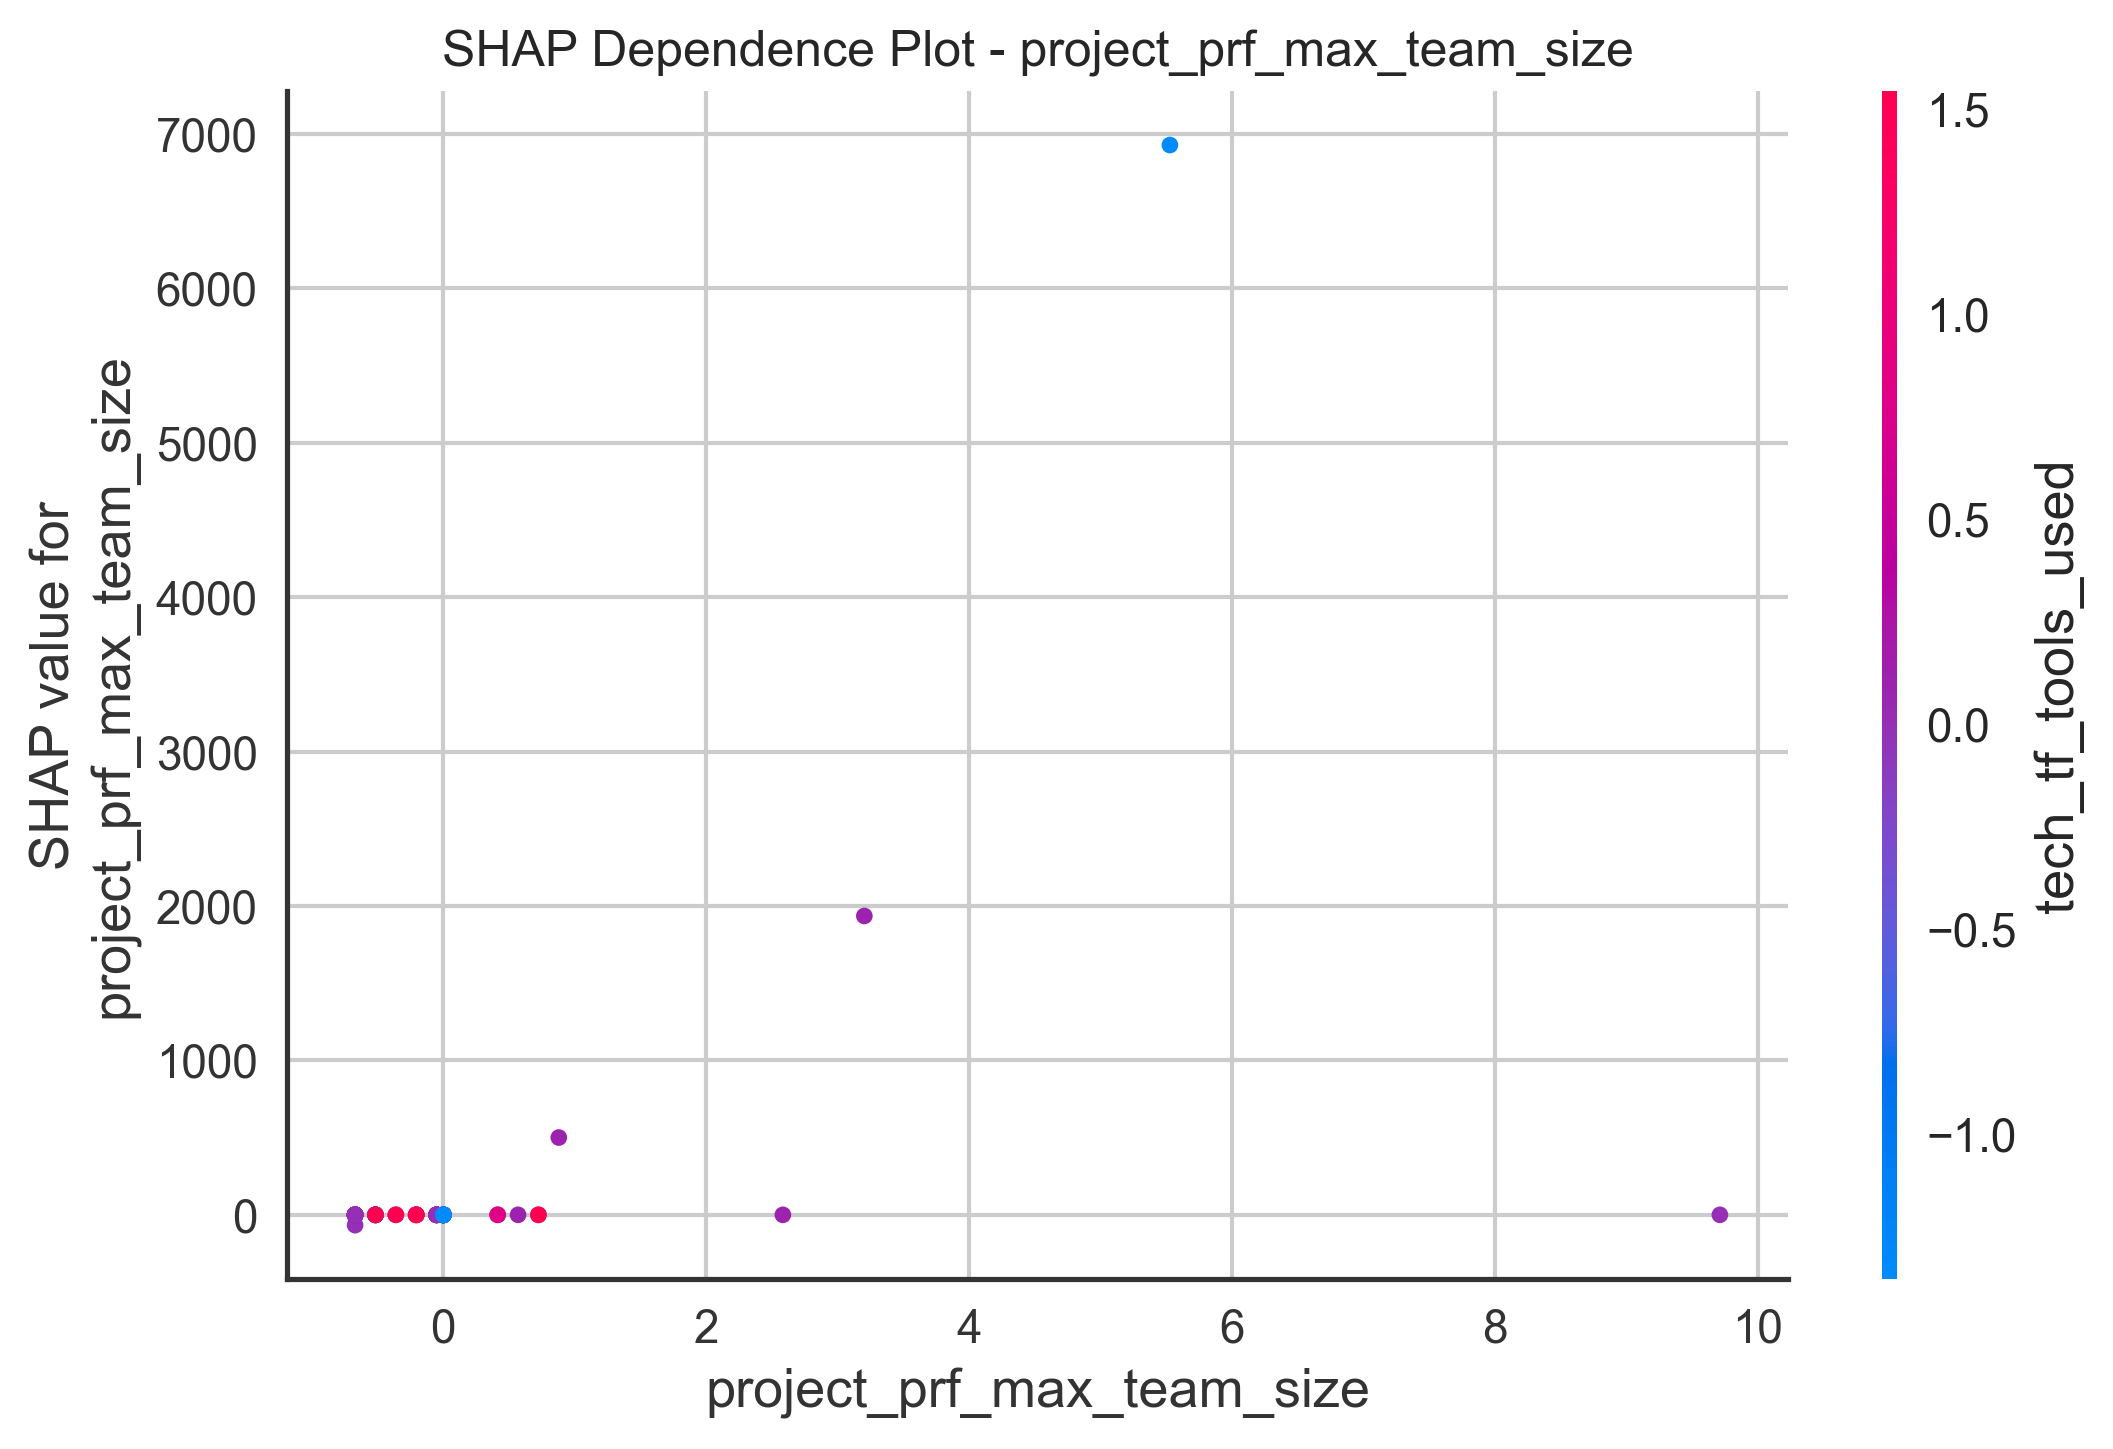 SHAP Dependence Plot - project_prf_max_team_size
7000
6000
5000
4000
3000
2000
1000
0
SHAP value for
project_prf_max_team_size
0 2 4 6 8 10
project_prf_max_team_size
1.5
1.0
0.5
0.0
−0.5
−1.0
tech_tf_tools_used